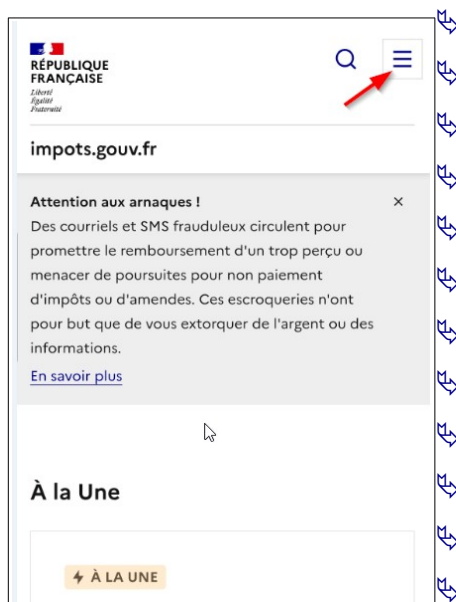 RÉPUBLIQUE
FRANÇAISE
Liberté
Égalité
Fraternité
impots.gouv.fr
Attention aux arnaques !
Des courriels et SMS frauduleux circulent pour
promettre le remboursement d'un trop perçu ou
menacer de poursuites pour non paiement
d'impôts ou d'amendes. Ces escroqueries n'ont
pour but que de vous extorquer de l'argent ou des
informations.
En savoir plus
À la Une
À LA UNE